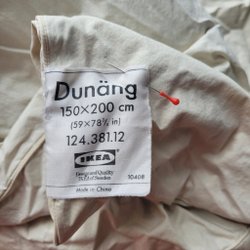 Dunäng
150×200 cm
(59×78¾ in)
124.381.12
IKEA
Design and Quality
IKEA of Sweden
Made in China
10408